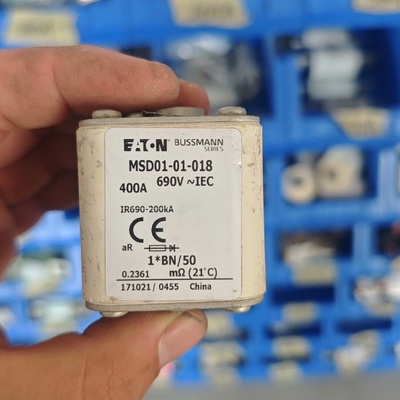 EATON BUSSMANN SERIES
MSD01-01-018
400A 690V ~IEC
IR690-200kA
CE
aR
1*BN/50
0.2361 mΩ (21°C)
171021/0455 China